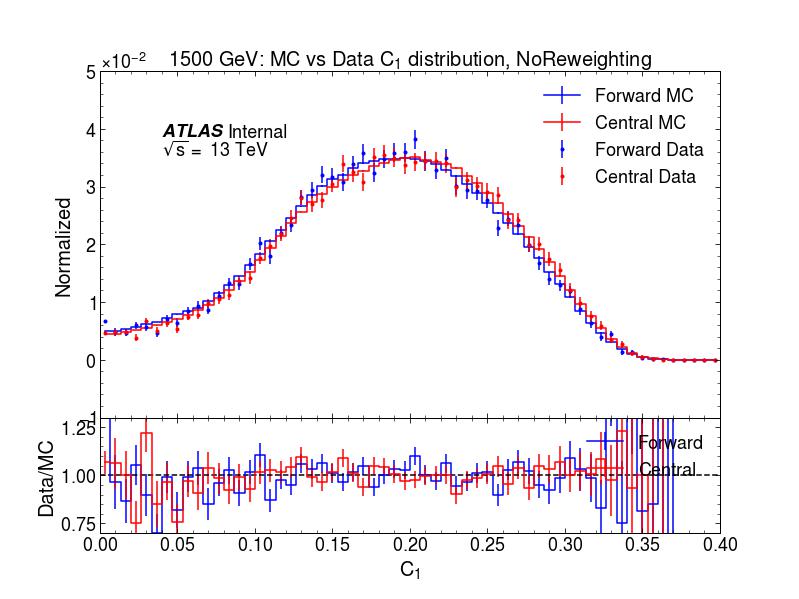 ×10⁻²
1500 GeV: MC vs Data C₁ distribution, NoReweighting
5
4
3
2
1
0
−1
Normalized
ATLAS Internal
√s = 13 TeV
Forward MC
Central MC
Forward Data
Central Data
1.25
1.00
0.75
Data/MC
Forward
Central
0.00 0.05 0.10 0.15 0.20 0.25 0.30 0.35 0.40
C₁